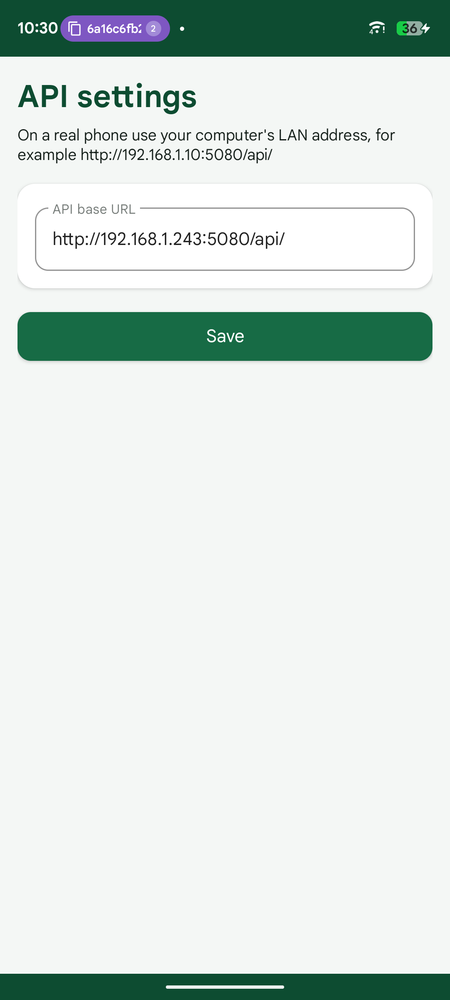 10:30 6a16c6fb 2
4 36
API settings
On a real phone use your computer's LAN address, for
example http://192.168.1.10:5080/api/
API base URL
http://192.168.1.243:5080/api/
Save